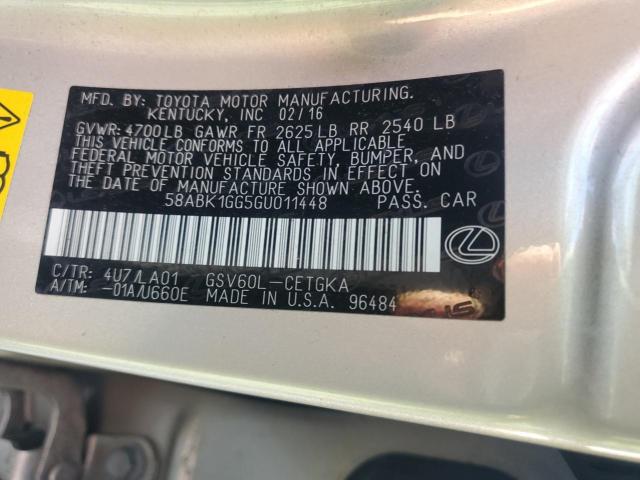 MFD. BY: TOYOTA MOTOR MANUFACTURING.
KENTUCKY, INC 02/16
GVWR: 4700LB GAWR FR 2625LB RR 2540 LB
THIS VEHICLE CONFORMS TO ALL APPLICABLE
FEDERAL MOTOR VEHICLE SAFETY, BUMPER, AND
THEFT PREVENTION STANDARDS IN EFFECT ON
THE DATE OF MANUFACTURE SHOWN ABOVE.
58ABK1GG5GU011448 PASS. CAR
C/TR: 4U7/LA01 GSV60L-CETGKA
A/TM: -01A/U660E MADE IN U.S.A. 96484